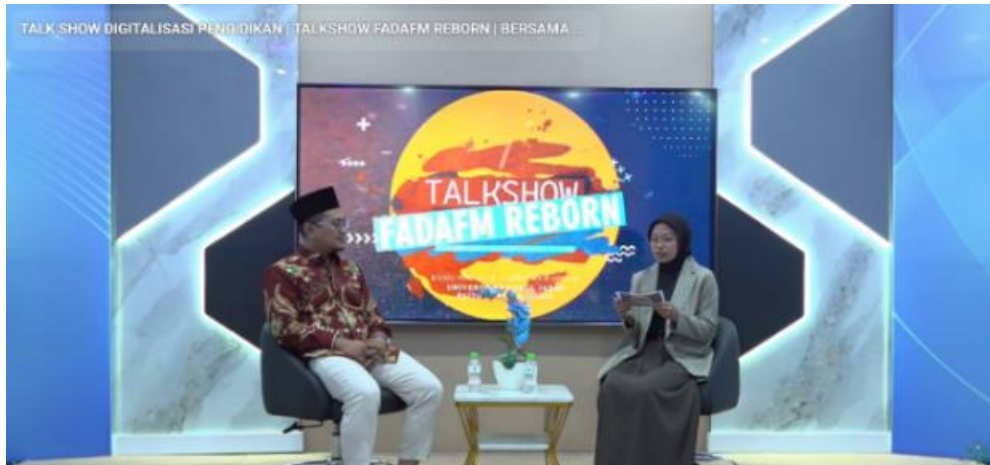 TALK SHOW DIGITALISASI PENDIDIKAN | TALKSHOW FADAFM REBORN | BERSAMA...
TALKSHOW
FADAFM REBORN